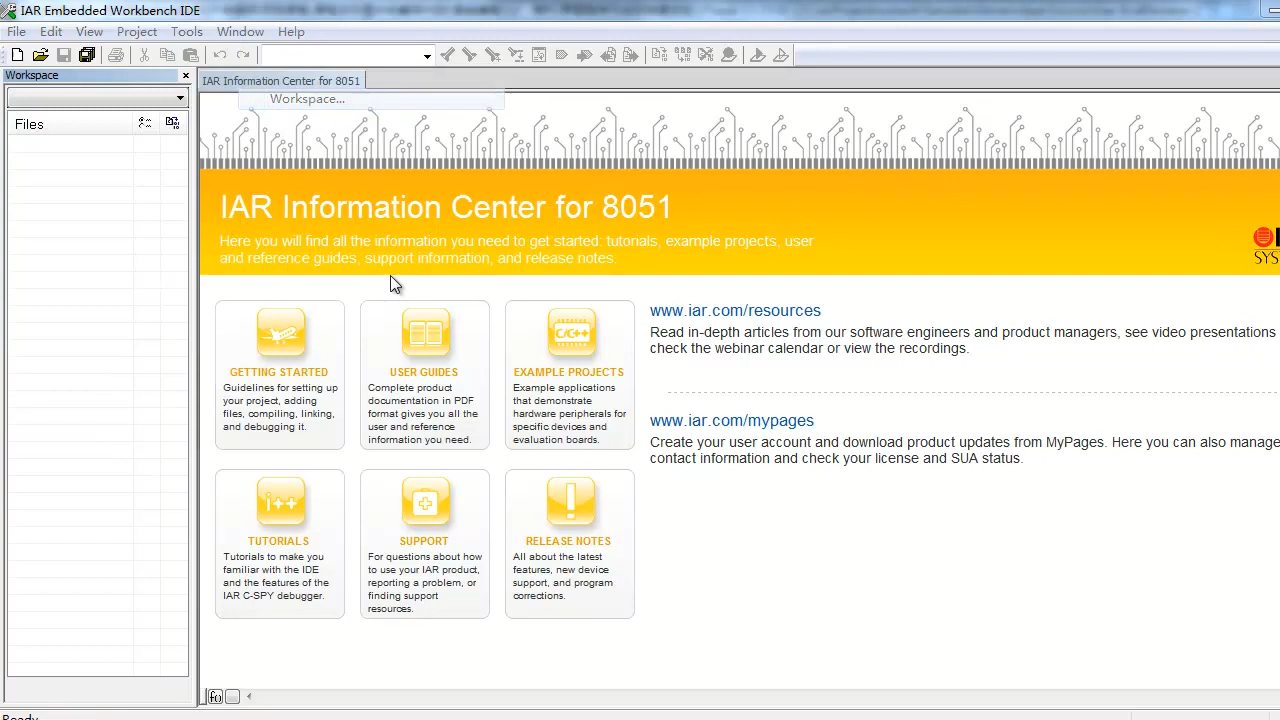 IAR Embedded Workbench IDE
File Edit View Project Tools Window Help
Workspace
IAR Information Center for 8051
Workspace...
Files
IAR Information Center for 8051
Here you will find all the information you need to get started: tutorials, example projects, user
and reference guides, support information, and release notes.
GETTING STARTED
Guidelines for setting up
your project, adding
files, compiling, linking,
and debugging it.
USER GUIDES
Complete product
documentation in PDF
format gives you all the
user and reference
information you need.
C/C++
EXAMPLE PROJECTS
Example applications
that demonstrate
hardware peripherals for
specific devices and
evaluation boards.
www.iar.com/resources
Read in-depth articles from our software engineers and product managers, see video presentations
check the webinar calendar or view the recordings.
www.iar.com/mypages
Create your user account and download product updates from MyPages. Here you can also manage
contact information and check your license and SUA status.
i++
TUTORIALS
Tutorials to make you
familiar with the IDE
and the features of the
IAR C-SPY debugger.
SUPPORT
For questions about how
to use your IAR product,
reporting a problem, or
finding support
resources.
RELEASE NOTES
All about the latest
features, new device
support, and program
corrections.
Ready